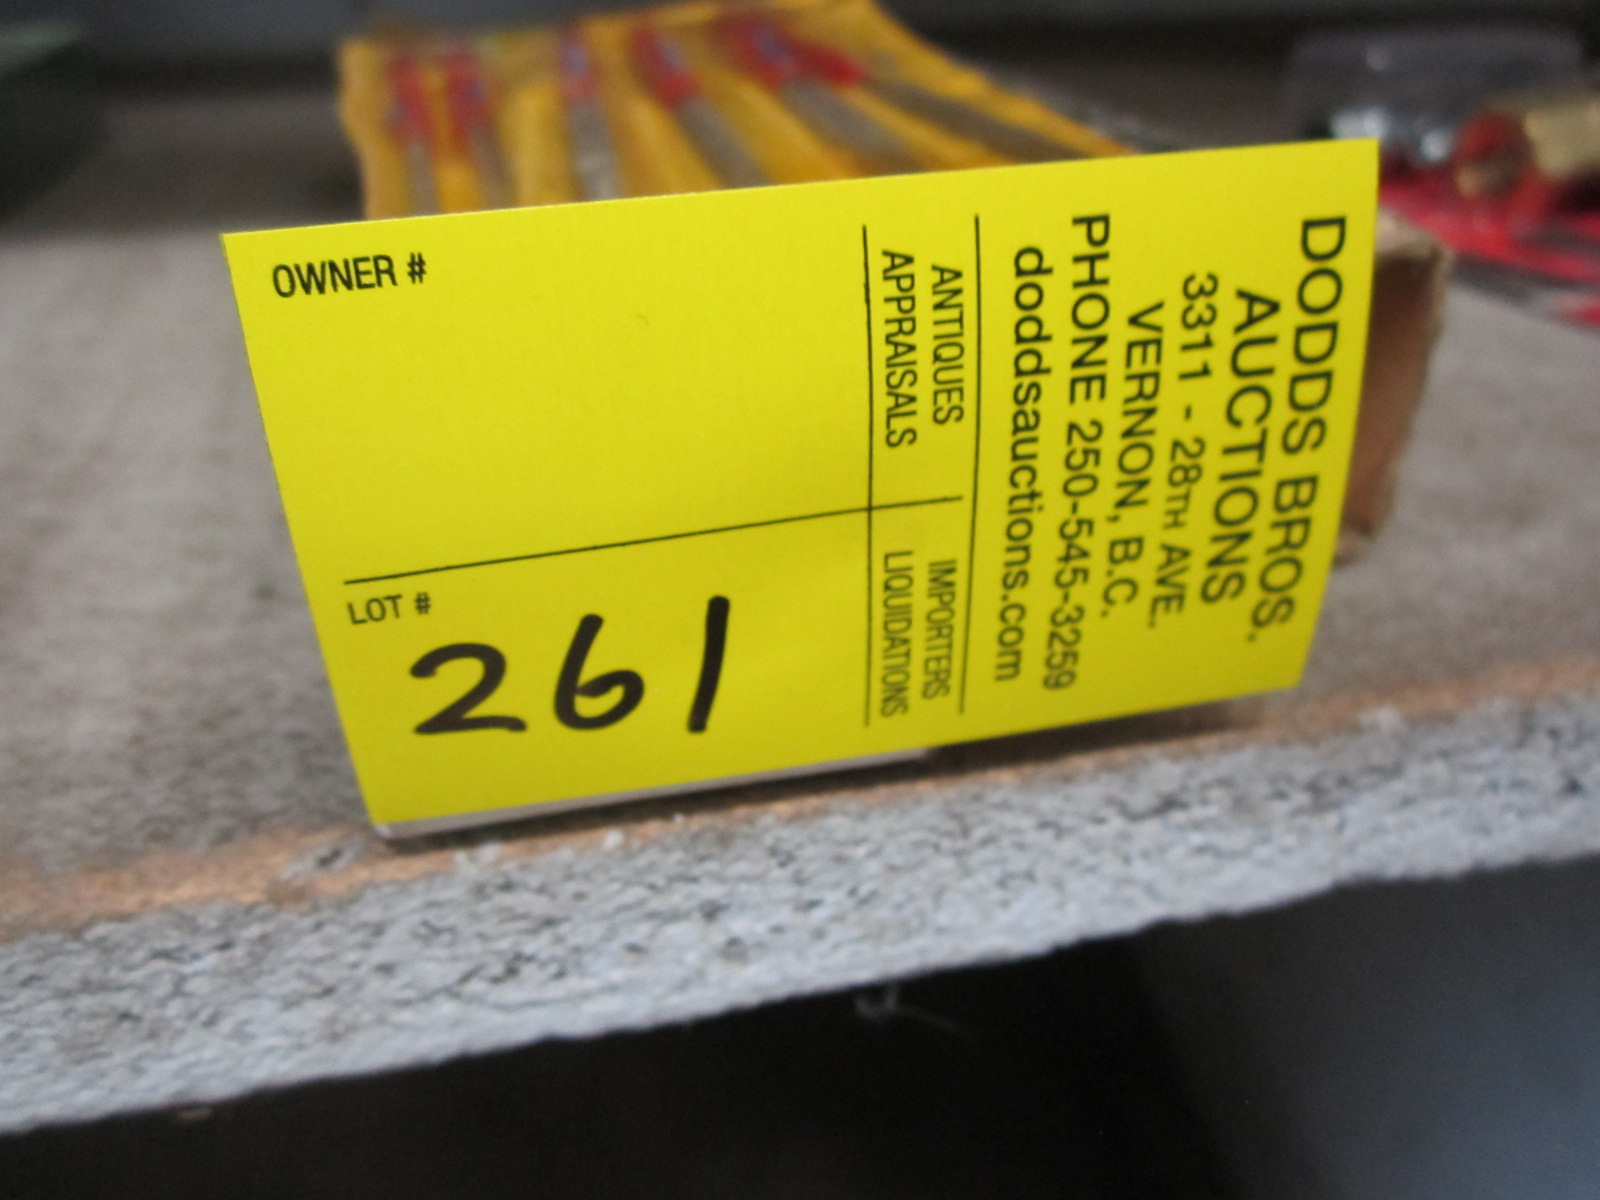 OWNER #
LOT #
261
DODDS BROS.
AUCTIONS
3311 - 28TH AVE.
VERNON, B.C.
PHONE 250-545-3259
doddsauctions.com
ANTIQUES
APPRAISALS
IMPORTERS
LIQUIDATIONS